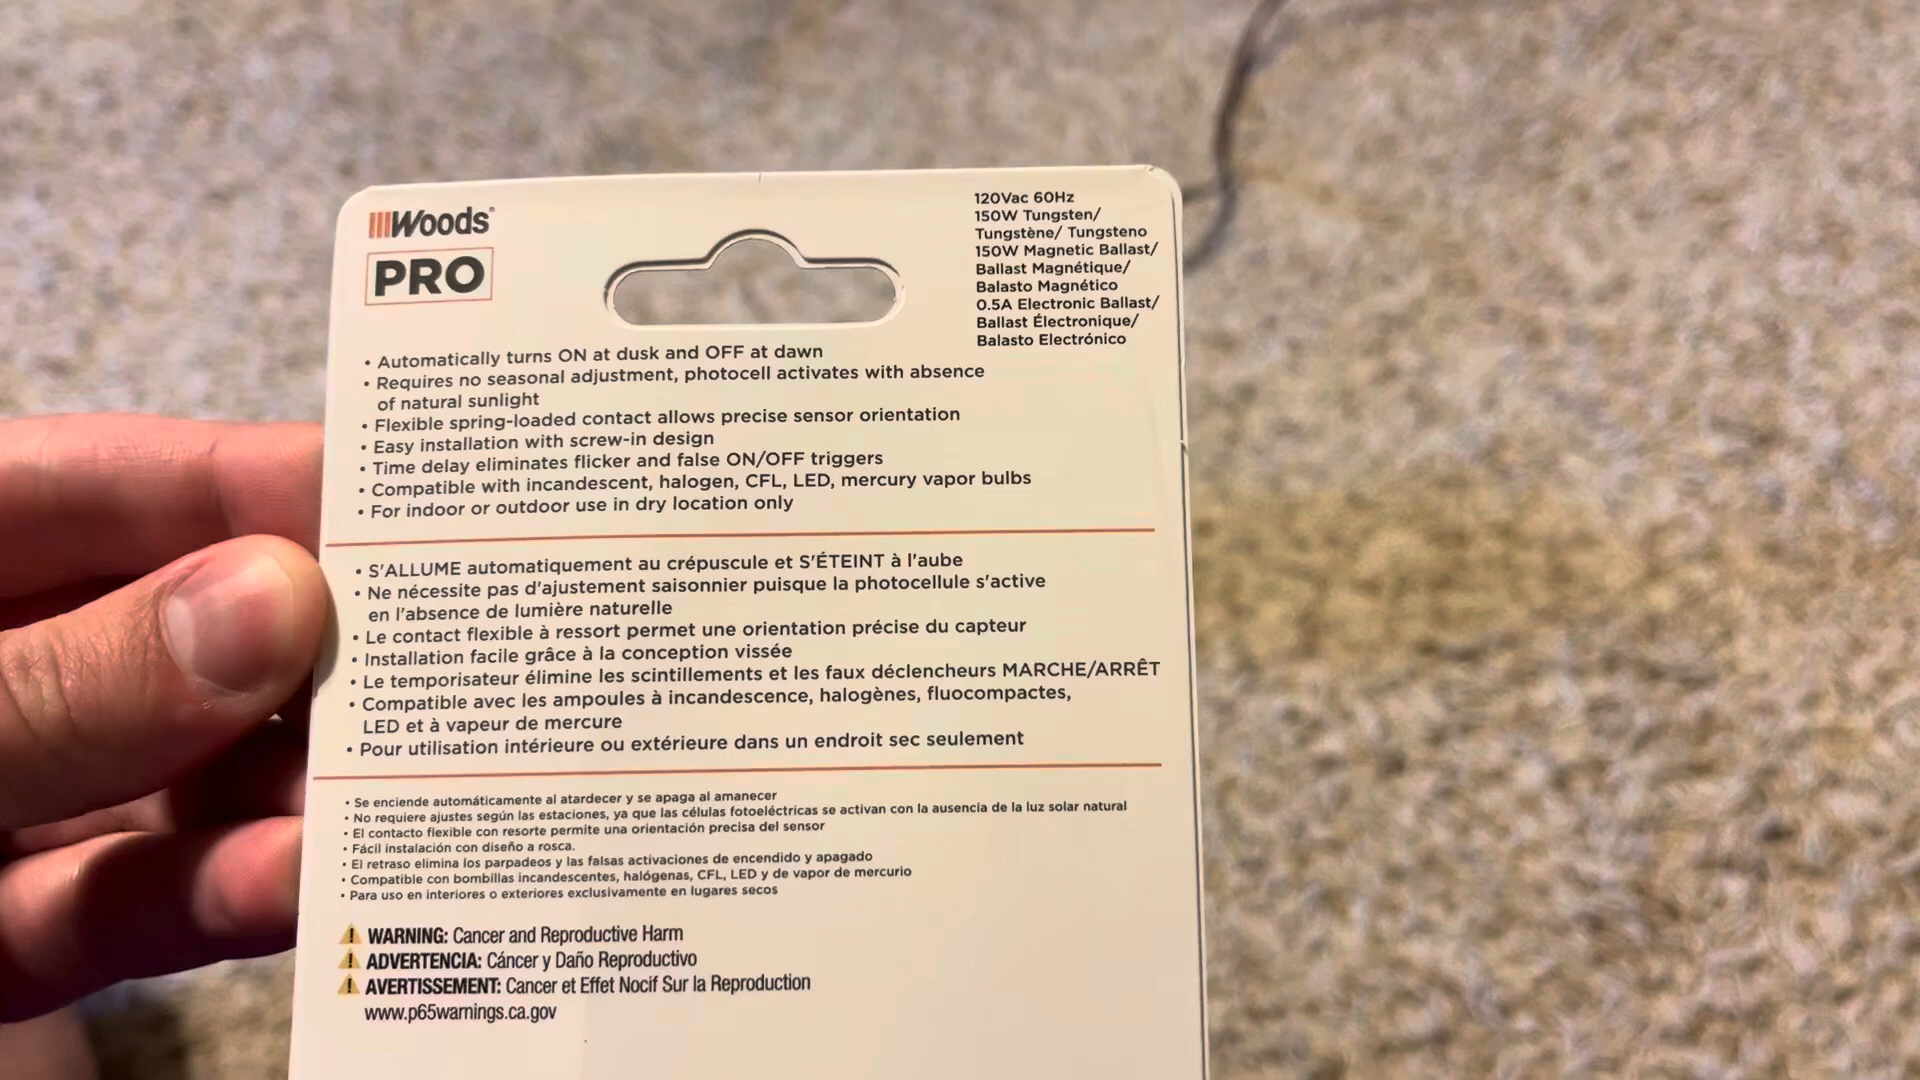 Woods®
PRO
120Vac 60Hz
150W Tungsten/
Tungstène/ Tungsteno
150W Magnetic Ballast/
Ballast Magnétique/
Balasto Magnético
0.5A Electronic Ballast/
Ballast Électronique/
Balasto Electrónico
• Automatically turns ON at dusk and OFF at dawn
• Requires no seasonal adjustment, photocell activates with absence
of natural sunlight
• Flexible spring-loaded contact allows precise sensor orientation
• Easy installation with screw-in design
• Time delay eliminates flicker and false ON/OFF triggers
• Compatible with incandescent, halogen, CFL, LED, mercury vapor bulbs
• For indoor or outdoor use in dry location only
• S'ALLUME automatiquement au crépuscule et S'ÉTEINT à l'aube
• Ne nécessite pas d'ajustement saisonnier puisque la photocellule s'active
en l'absence de lumière naturelle
• Le contact flexible à ressort permet une orientation précise du capteur
• Installation facile grâce à la conception vissée
• Le temporisateur élimine les scintillements et les faux déclencheurs MARCHE/ARRÊT
• Compatible avec les ampoules à incandescence, halogènes, fluocompactes,
LED et à vapeur de mercure
• Pour utilisation intérieure ou extérieure dans un endroit sec seulement
• Se enciende automáticamente al atardecer y se apaga al amanecer
• No requiere ajustes según las estaciones, ya que las células fotoeléctricas se activan con la ausencia de la luz solar natural
• El contacto flexible con resorte permite una orientación precisa del sensor
• Fácil instalación con diseño a rosca.
• El retraso elimina los parpadeos y las falsas activaciones de encendido y apagado
• Compatible con bombillas incandescentes, halógenas, CFL, LED y de vapor de mercurio
• Para uso en interiores o exteriores exclusivamente en lugares secos
WARNING: Cancer and Reproductive Harm
ADVERTENCIA: Cáncer y Daño Reproductivo
AVERTISSEMENT: Cancer et Effet Nocif Sur la Reproduction
www.p65warnings.ca.gov